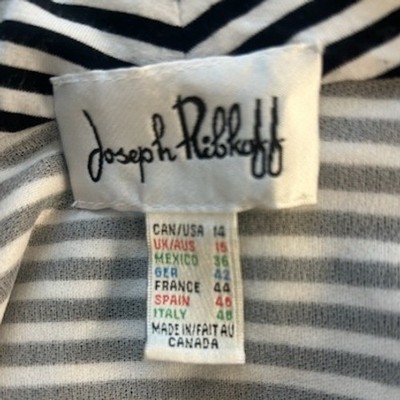 Joseph Ribkoff
CAN/USA 14
UK/AUS 16
MEXICO 36
GER 42
FRANCE 44
SPAIN 46
ITALY 48
MADE IN/FAIT AU
CANADA